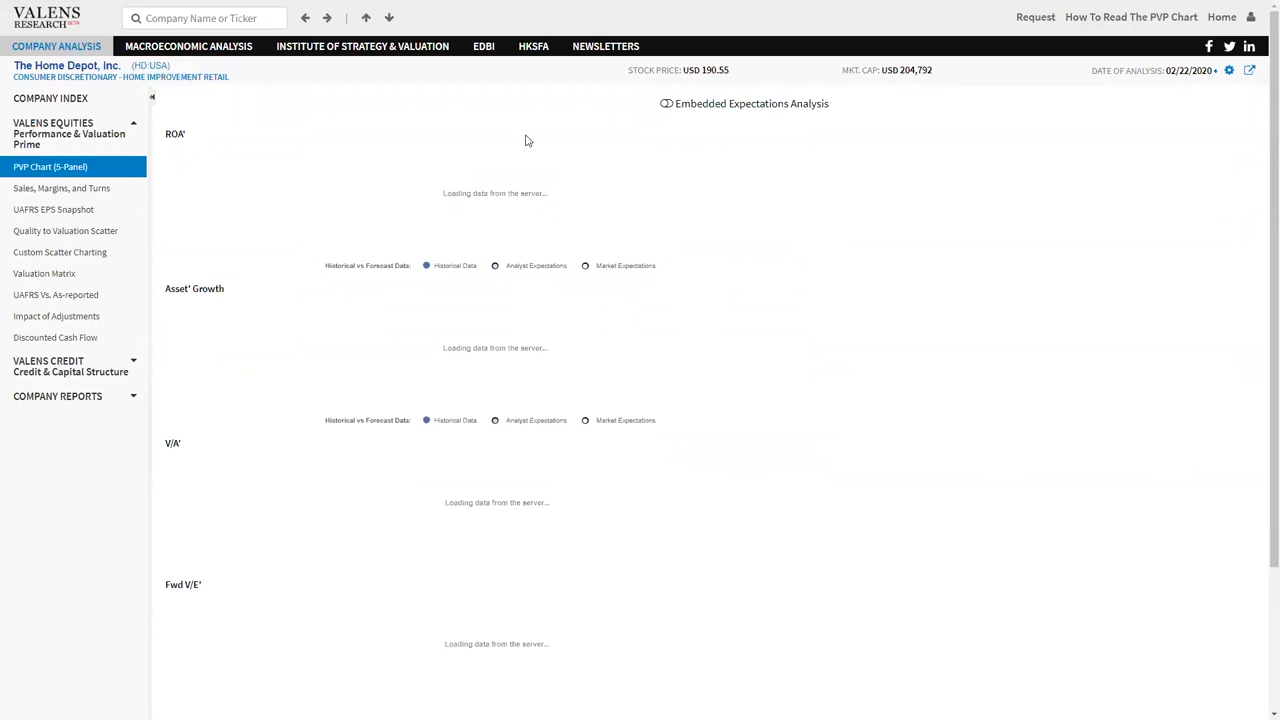 VALENS
RESEARCH BETA
Company Name or Ticker
Request
How To Read The PVP Chart
Home
COMPANY ANALYSIS
MACROECONOMIC ANALYSIS
INSTITUTE OF STRATEGY & VALUATION
EDBI
HKSFA
NEWSLETTERS
The Home Depot, Inc. (HD:USA)
CONSUMER DISCRETIONARY - HOME IMPROVEMENT RETAIL
STOCK PRICE: USD 190.55
MKT. CAP: USD 204,792
DATE OF ANALYSIS: 02/22/2020
COMPANY INDEX
VALENS EQUITIES
Performance & Valuation
Prime
PVP Chart (5-Panel)
Sales, Margins, and Turns
UAFRS EPS Snapshot
Quality to Valuation Scatter
Custom Scatter Charting
Valuation Matrix
UAFRS Vs. As-reported
Impact of Adjustments
Discounted Cash Flow
VALENS CREDIT
Credit & Capital Structure
COMPANY REPORTS
Embedded Expectations Analysis
ROA'
Loading data from the server...
Historical vs Forecast Data: Historical Data Analyst Expectations Market Expectations
Asset' Growth
Loading data from the server...
Historical vs Forecast Data: Historical Data Analyst Expectations Market Expectations
V/A'
Loading data from the server...
Fwd V/E'
Loading data from the server...